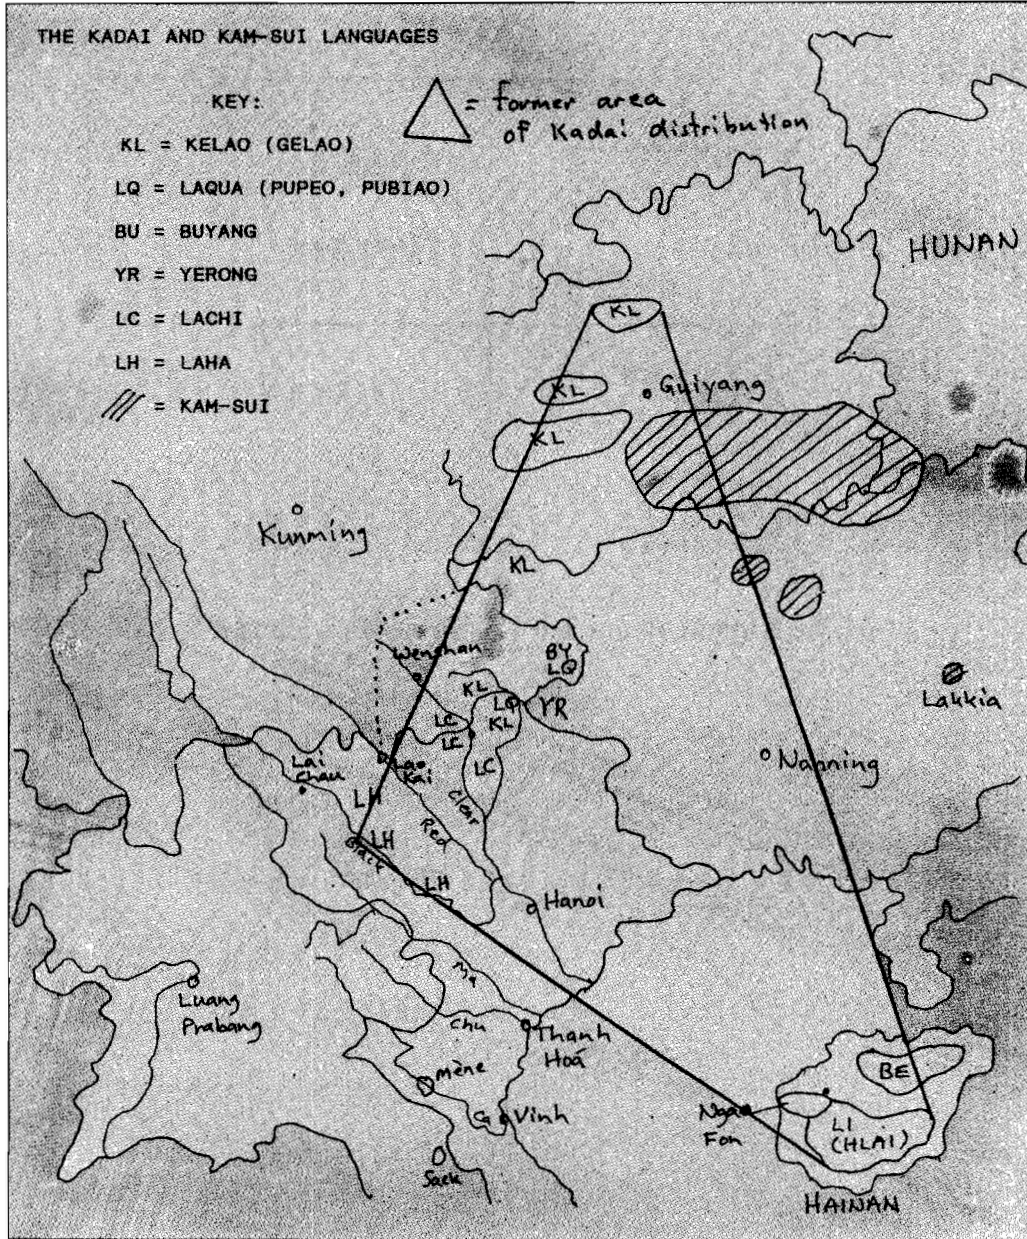 THE KADAI AND KAM-SUI LANGUAGES
KEY:
= former area
of Kadai distribution
KL = KELAO (GELAO)
LQ = LAQUA (PUPEO, PUBIAO)
BU = BUYANG
YR = YERONG
LC = LACHI
LH = LAHA
= KAM-SUI
HUNAN
KL
KL
Guiyang
KL
Kunming
KL
Wenshan
BY
LQ
KL
LQ
KL
YR
Lakkia
LC
LC
LC
Nanning
Lai
Chau
Lao
Kai
LH
Clear
Red
LH
Black
LH
Hanoi
Ma
Luang
Prabang
Chu
Thanh
Hoá
Mène
Ca
Vinh
Saek
BE
Ngao
Fon
LI
(HLAI)
HAINAN